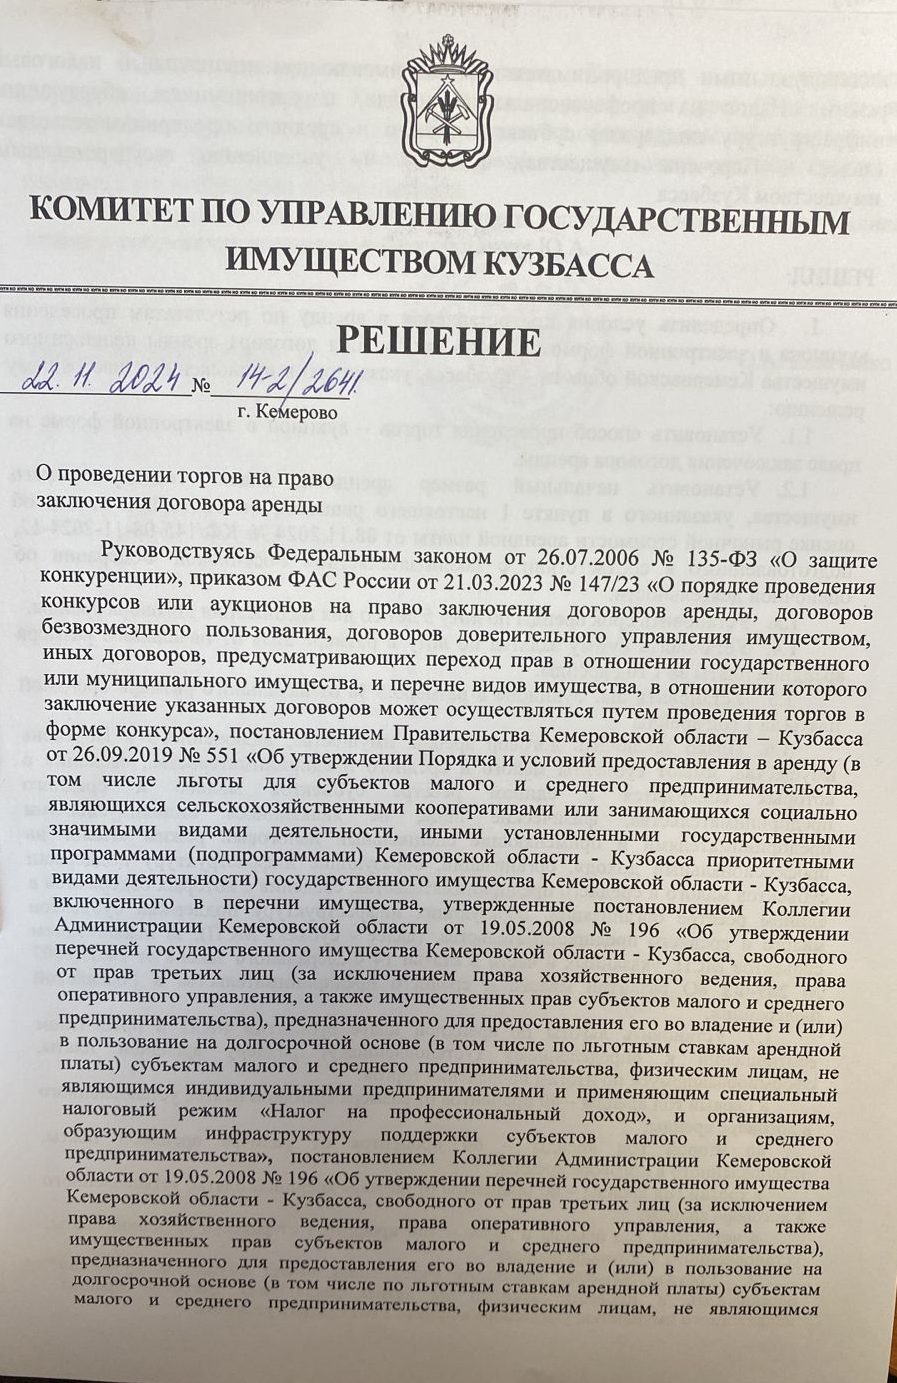 КОМИТЕТ ПО УПРАВЛЕНИЮ ГОСУДАРСТВЕННЫМ
ИМУЩЕСТВОМ КУЗБАССА
РЕШЕНИЕ
22. 11. 2024 № 14-2/2641
г. Кемерово
О проведении торгов на право
заключения договора аренды
Руководствуясь Федеральным законом от 26.07.2006 № 135-ФЗ «О защите
конкуренции», приказом ФАС России от 21.03.2023 № 147/23 «О порядке проведения
конкурсов или аукционов на право заключения договоров аренды, договоров
безвозмездного пользования, договоров доверительного управления имуществом,
иных договоров, предусматривающих переход прав в отношении государственного
или муниципального имущества, и перечне видов имущества, в отношении которого
заключение указанных договоров может осуществляться путем проведения торгов в
форме конкурса», постановлением Правительства Кемеровской области – Кузбасса
от 26.09.2019 № 551 «Об утверждении Порядка и условий предоставления в аренду (в
том числе льготы для субъектов малого и среднего предпринимательства,
являющихся сельскохозяйственными кооперативами или занимающихся социально
значимыми видами деятельности, иными установленными государственными
программами (подпрограммами) Кемеровской области - Кузбасса приоритетными
видами деятельности) государственного имущества Кемеровской области - Кузбасса,
включенного в перечни имущества, утвержденные постановлением Коллегии
Администрации Кемеровской области от 19.05.2008 № 196 «Об утверждении
перечней государственного имущества Кемеровской области - Кузбасса, свободного
от прав третьих лиц (за исключением права хозяйственного ведения, права
оперативного управления, а также имущественных прав субъектов малого и среднего
предпринимательства), предназначенного для предоставления его во владение и (или)
в пользование на долгосрочной основе (в том числе по льготным ставкам арендной
платы) субъектам малого и среднего предпринимательства, физическим лицам, не
являющимся индивидуальными предпринимателями и применяющим специальный
налоговый режим «Налог на профессиональный доход», и организациям,
образующим инфраструктуру поддержки субъектов малого и среднего
предпринимательства», постановлением Коллегии Администрации Кемеровской
области от 19.05.2008 № 196 «Об утверждении перечней государственного имущества
Кемеровской области - Кузбасса, свободного от прав третьих лиц (за исключением
права хозяйственного ведения, права оперативного управления, а также
имущественных прав субъектов малого и среднего предпринимательства),
предназначенного для предоставления его во владение и (или) в пользование на
долгосрочной основе (в том числе по льготным ставкам арендной платы) субъектам
малого и среднего предпринимательства, физическим лицам, не являющимся